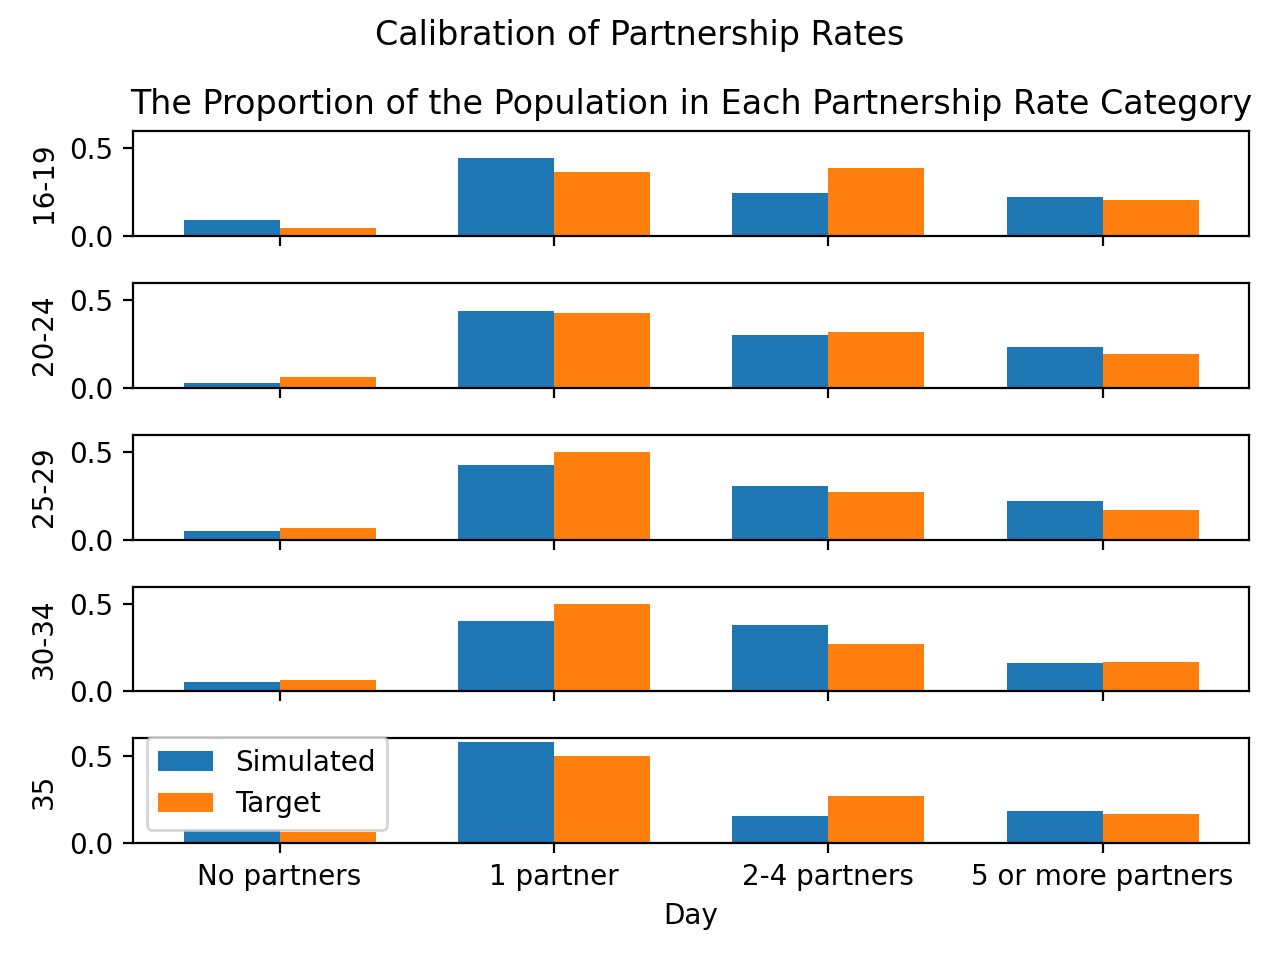 Calibration of Partnership Rates
The Proportion of the Population in Each Partnership Rate Category
16-19
0.5
0.0
20-24
0.5
0.0
25-29
0.5
0.0
30-34
0.5
0.0
35
0.5
0.0
Simulated
Target
No partners 1 partner 2-4 partners 5 or more partners
Day